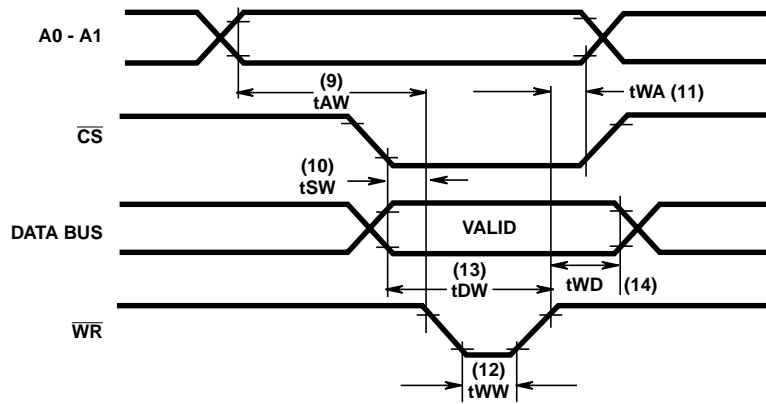 A0 - A1
(9)
tAW
tWA (11)
CS
(10)
tSW
DATA BUS
VALID
(13)
tDW
tWD (14)
WR
(12)
tWW